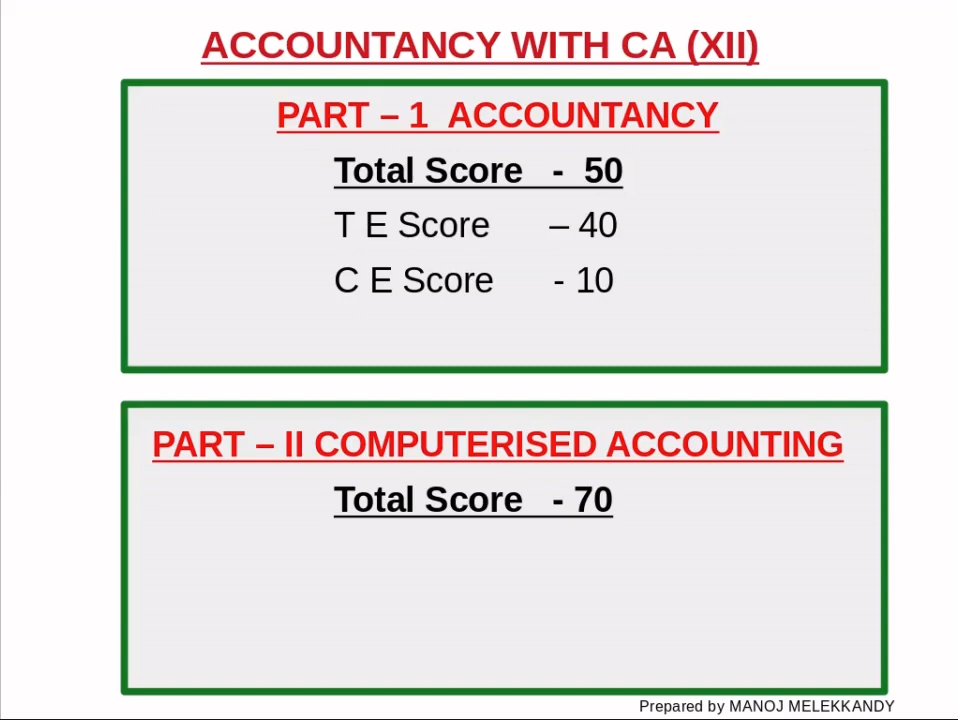 ACCOUNTANCY WITH CA (XII)
PART – 1 ACCOUNTANCY
Total Score - 50
T E Score – 40
C E Score - 10
PART – II COMPUTERISED ACCOUNTING
Total Score - 70
Prepared by MANOJ MELEKKANDY